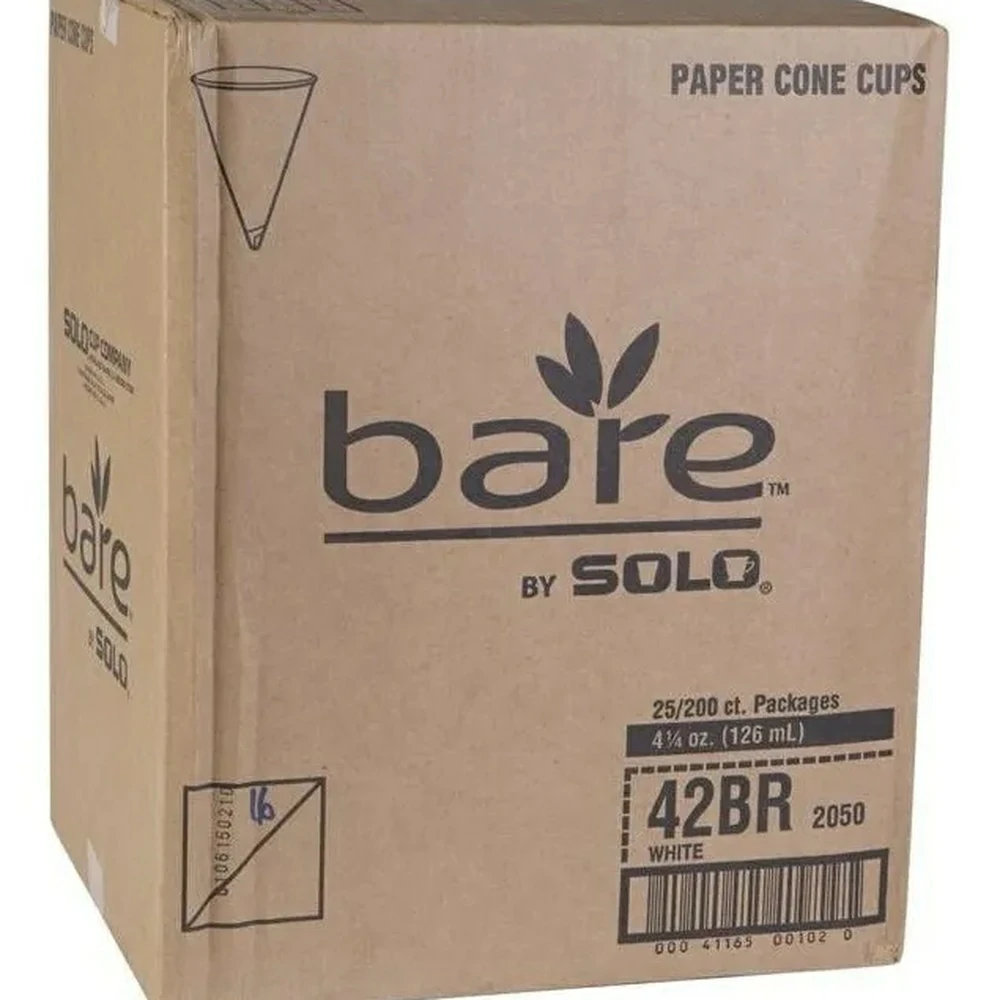 PAPER CONE CUPS
PAPER CONE CUPS
SOLO CUP COMPANY
bare
BY SOLO
bare™
BY SOLO®
25/200 ct. Packages
4¼ oz. (126 mL)
42BR 2050
WHITE
000 41165 00102 0
16